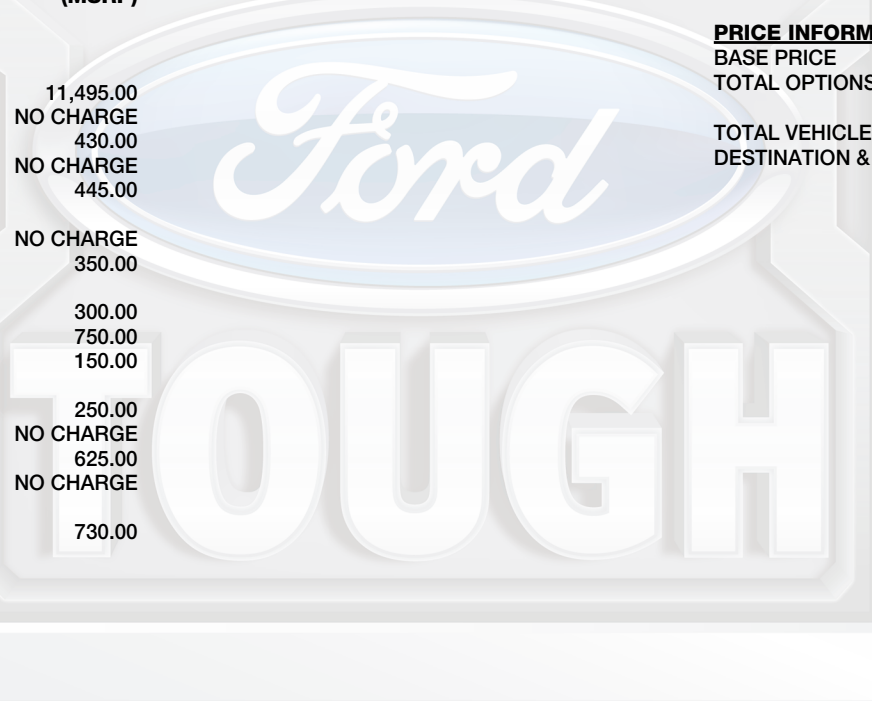 (MSRP)
11,495.00
NO CHARGE
430.00
NO CHARGE
445.00
NO CHARGE
350.00
300.00
750.00
150.00
250.00
NO CHARGE
625.00
NO CHARGE
730.00
PRICE INFORM
BASE PRICE
TOTAL OPTIONS
TOTAL VEHICLE
DESTINATION &
Ford
TOUGH